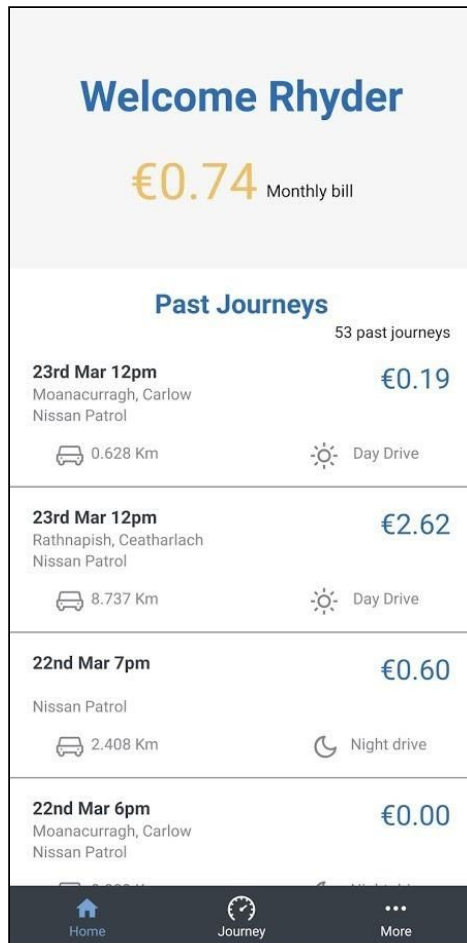 Welcome Rhyder
€0.74 Monthly bill
Past Journeys
53 past journeys
23rd Mar 12pm
€0.19
Moanacurragh, Carlow
Nissan Patrol
0.628 Km
Day Drive
23rd Mar 12pm
€2.62
Rathnapish, Ceatharlach
Nissan Patrol
8.737 Km
Day Drive
22nd Mar 7pm
€0.60
Nissan Patrol
2.408 Km
Night drive
22nd Mar 6pm
€0.00
Moanacurragh, Carlow
Nissan Patrol
Home
Journey
More